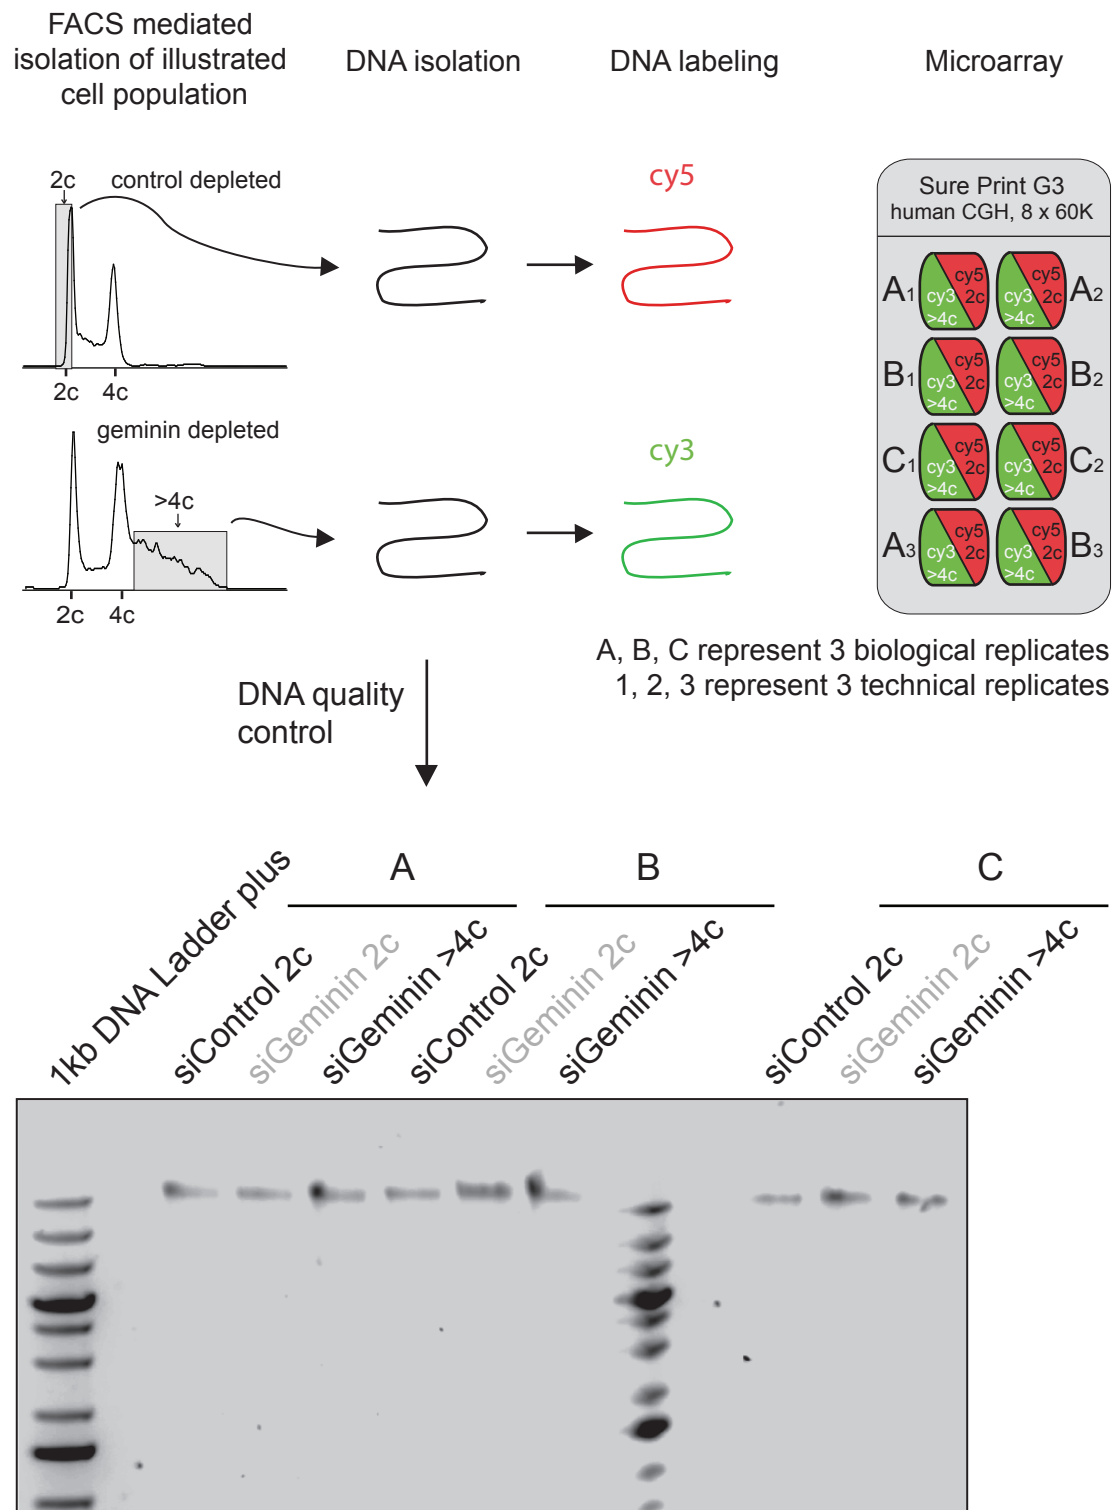 FACS mediated
isolation of illustrated
cell population
DNA isolation
DNA labeling
Microarray
2c
control depleted
2c
4c
cy5
Sure Print G3
human CGH, 8 x 60K
A1
cy5
2c
cy3
>4c
cy5
2c
cy3
>4c
A2
B1
cy5
2c
cy3
>4c
cy5
2c
cy3
>4c
B2
C1
cy5
2c
cy3
>4c
cy5
2c
cy3
>4c
C2
A3
cy5
2c
cy3
>4c
cy5
2c
cy3
>4c
B3
geminin depleted
>4c
2c
4c
cy3
A, B, C represent 3 biological replicates
1, 2, 3 represent 3 technical replicates
DNA quality
control
A
B
C
1kb DNA Ladder plus
siControl 2c
siGeminin 2c
siGeminin >4c
siControl 2c
siGeminin 2c
siGeminin >4c
siControl 2c
siGeminin 2c
siGeminin >4c